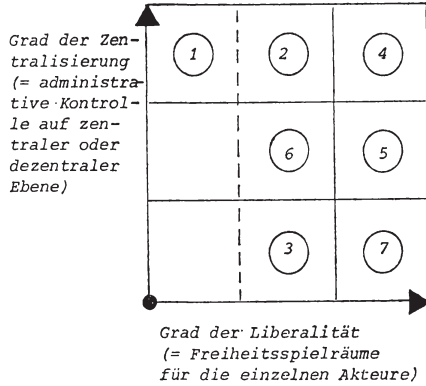 Grad der Zen-
tralisierung
(= administra-
tive Kontrol-
le auf zen-
traler oder
dezentraler
Ebene)
1 2 4
6 5
3 7
Grad der Liberalität
(= Freiheitsspielräume
für die einzelnen Akteure)